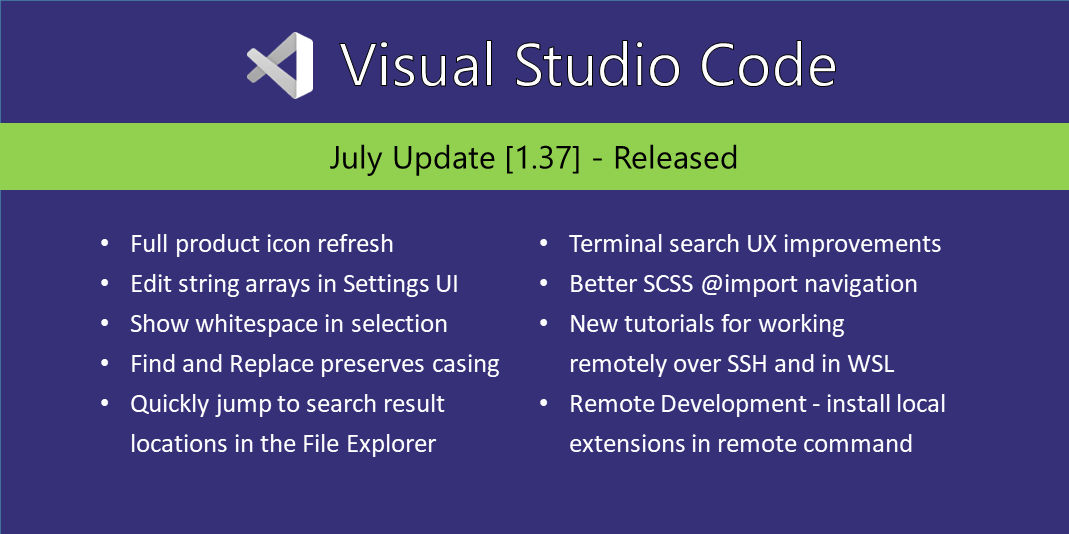 Visual Studio Code
July Update [1.37] - Released
• Full product icon refresh
• Edit string arrays in Settings UI
• Show whitespace in selection
• Find and Replace preserves casing
• Quickly jump to search result
locations in the File Explorer
• Terminal search UX improvements
• Better SCSS @import navigation
• New tutorials for working
remotely over SSH and in WSL
• Remote Development - install local
extensions in remote command